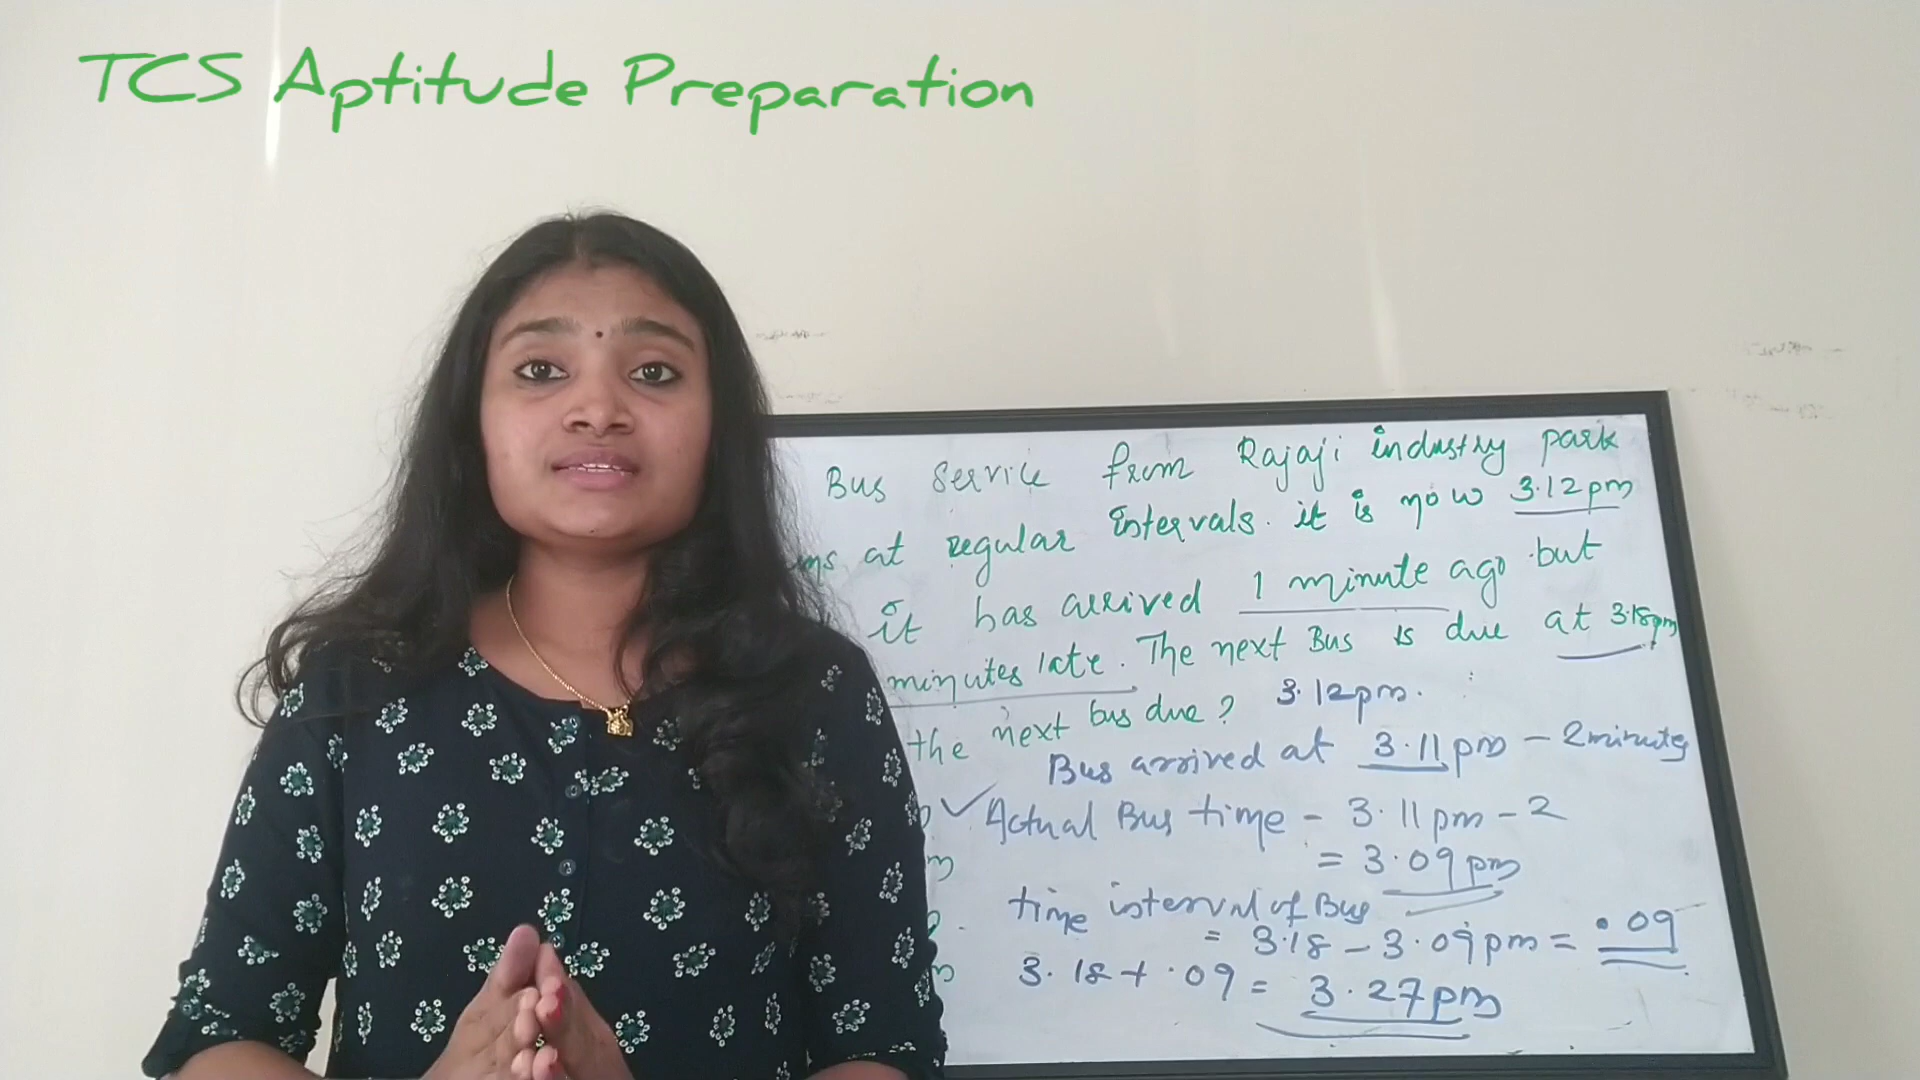 TCS Aptitude Preparation
Bus service from Rajaji industry park
at regular intervals. it is now 3.12pm
it has arrived 1 minute ago but
minutes late. The next Bus is due at 3.18pm
the next bus due? 3.12pm.
Bus arrived at 3.11pm - 2minutes
✓ Actual Bus time - 3.11pm - 2
= 3.09pm
time interval of Bus
= 3.18 - 3.09pm = .09
3.18 + .09 = 3.27pm